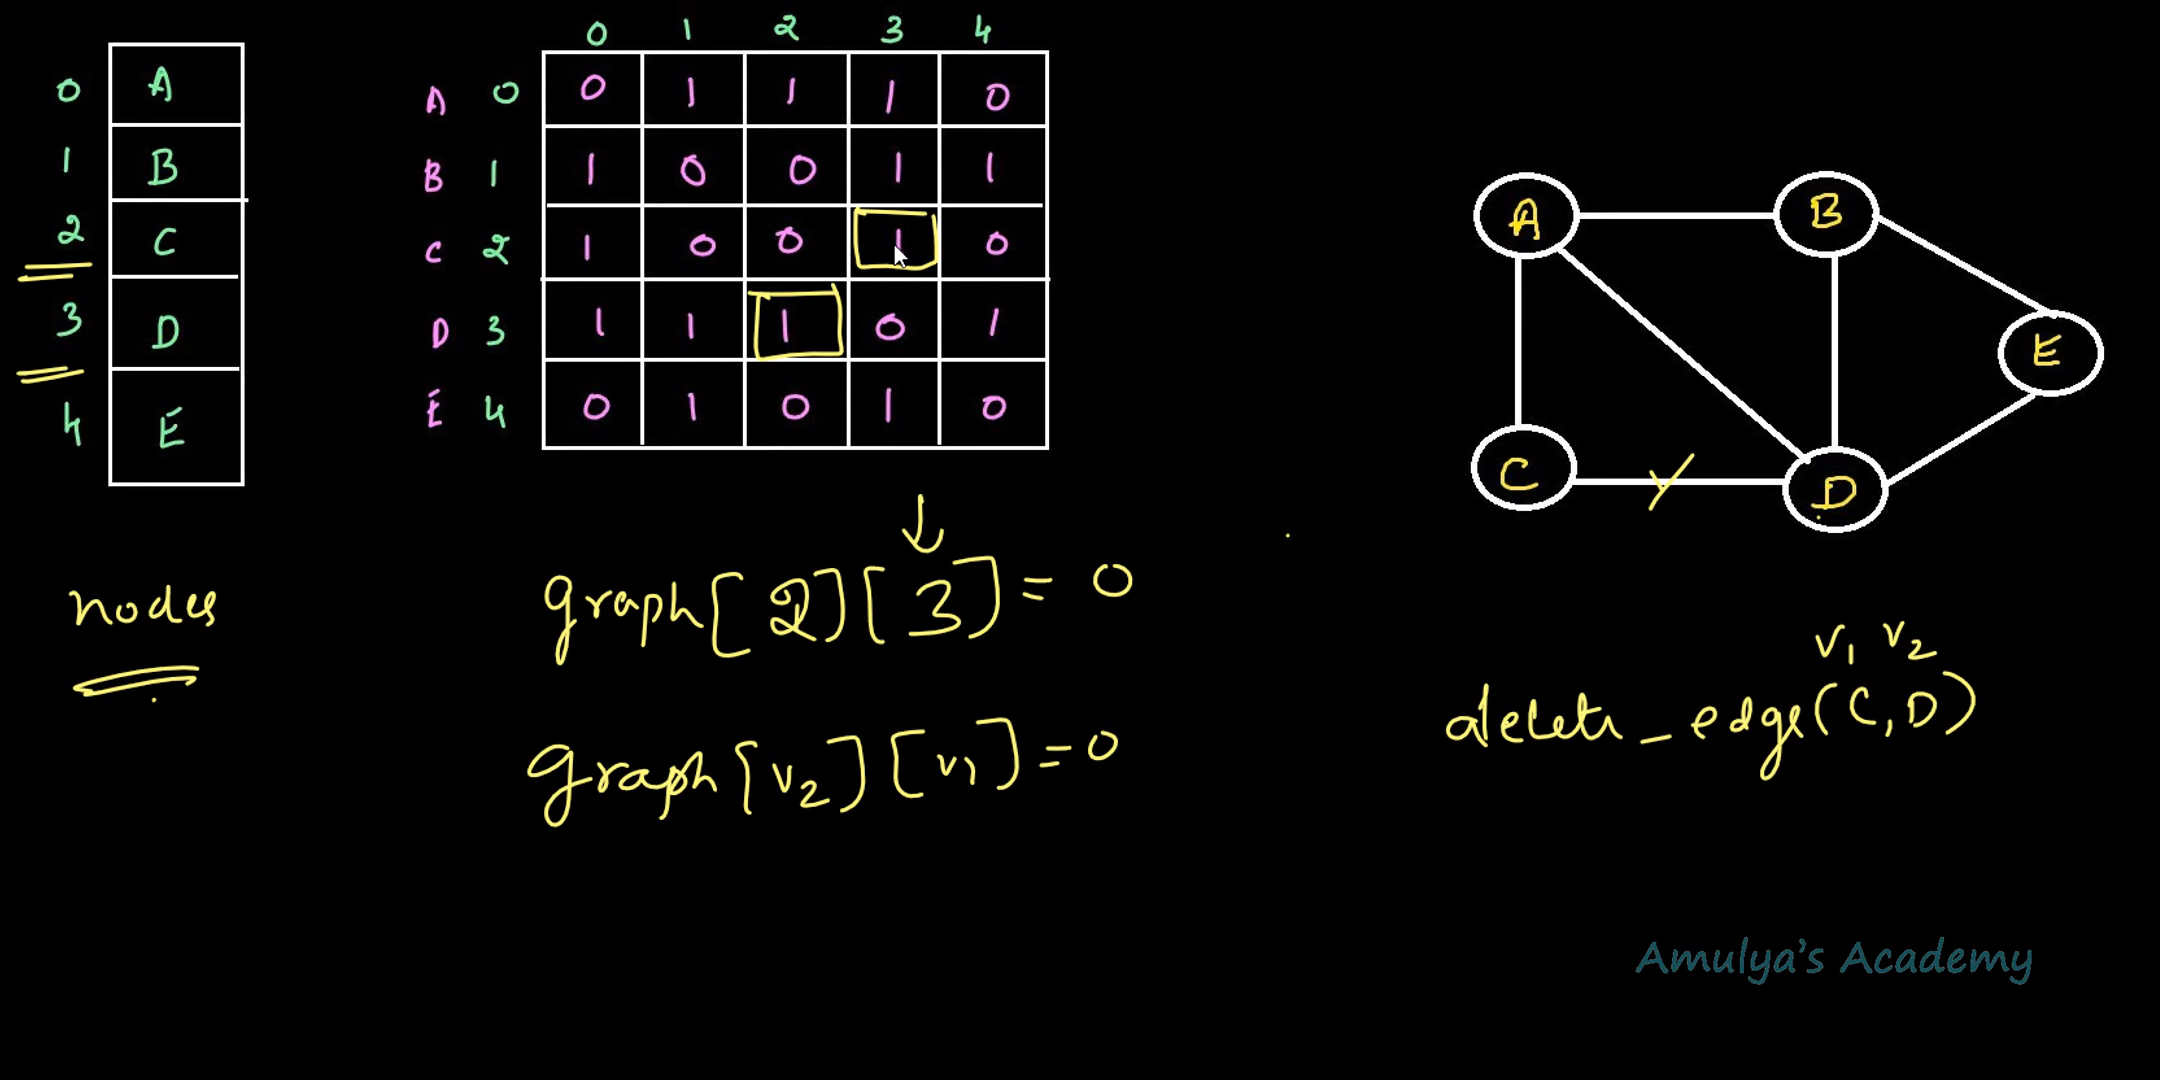 0 1 2 3 4
0 A
1 B
2 C
3 D
4 E
A 0 0 1 1 1 0
B 1 1 0 0 1 1
C 2 1 0 0 1 0
D 3 1 1 1 0 1
E 4 0 1 0 1 0
A B
E
C D
nodes
graph[2][3]=0
graph[v2][v1]=0
v1 v2
delete_edge(C,D)
Amulya's Academy